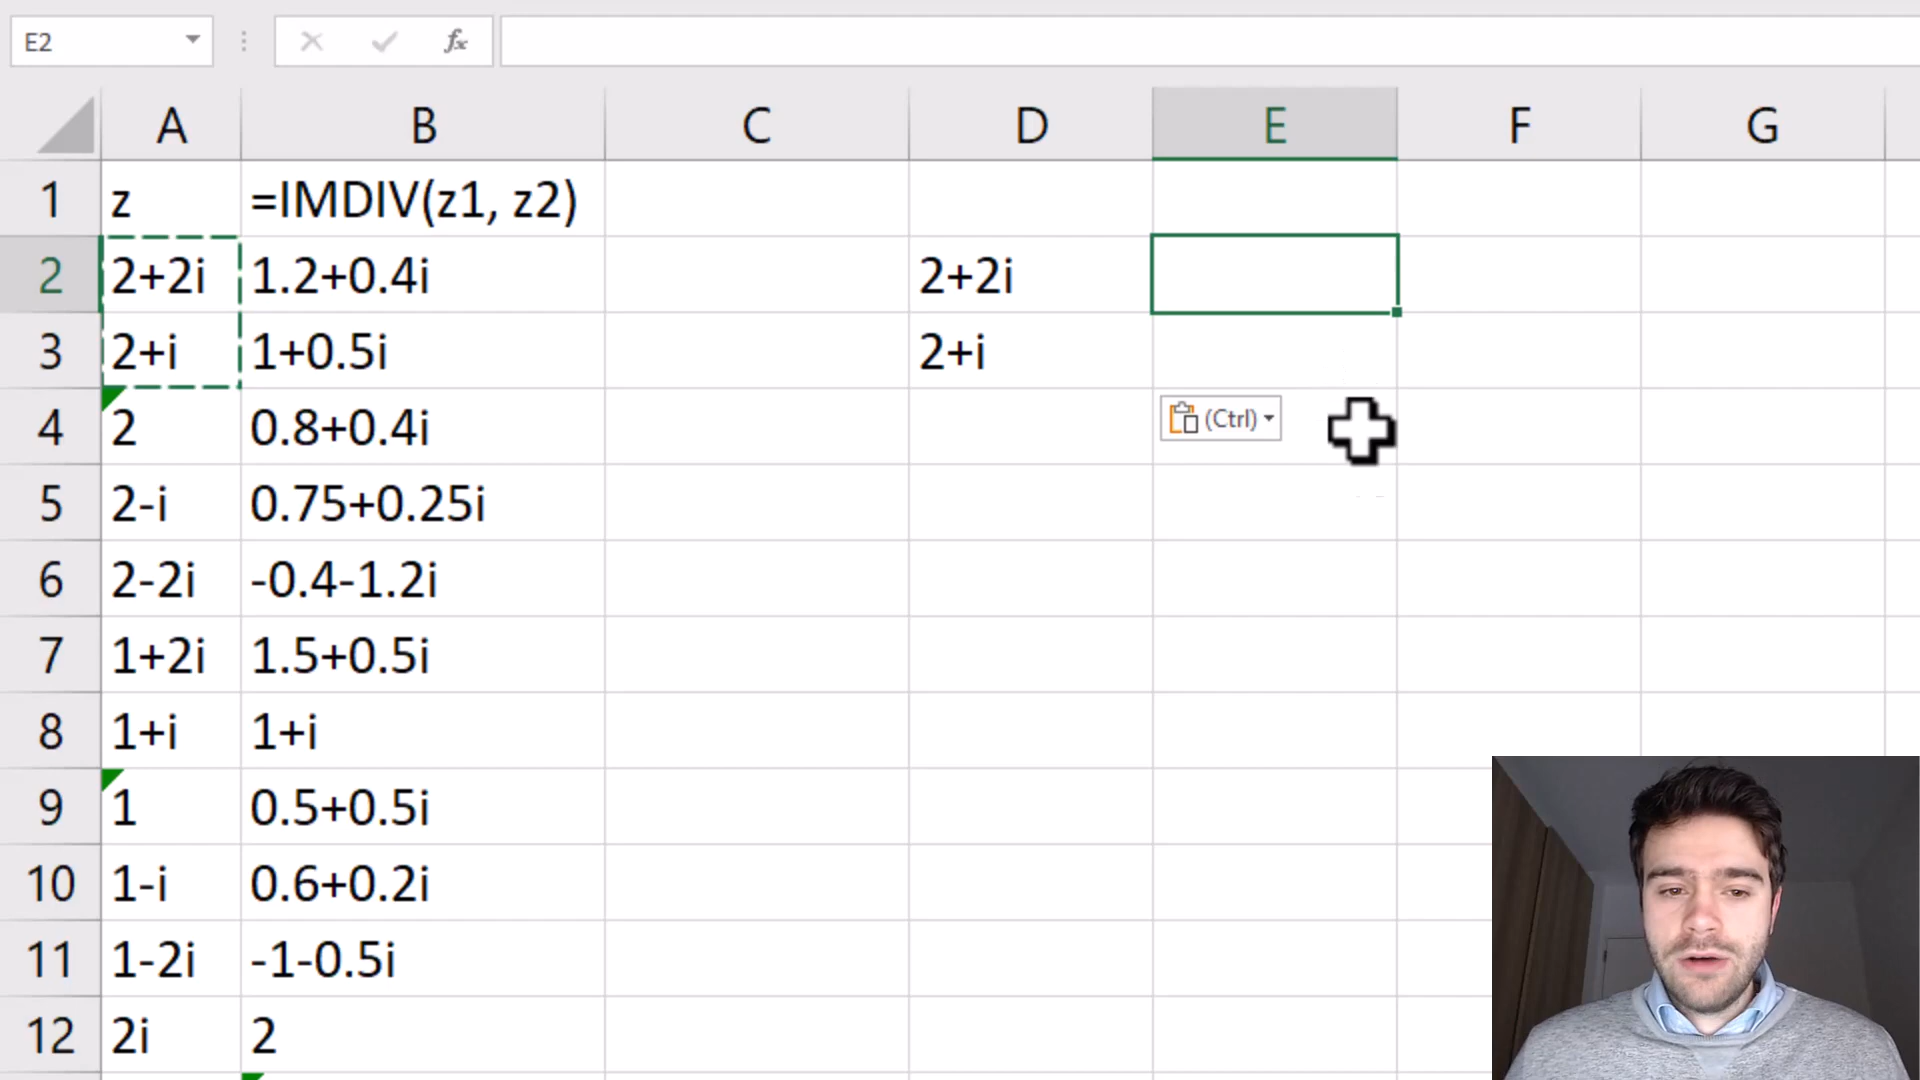 E2 fx
A B C D E F G
1 z =IMDIV(z1, z2)
2 2+2i 1.2+0.4i 2+2i
3 2+i 1+0.5i 2+i
4 2 0.8+0.4i (Ctrl)
5 2-i 0.75+0.25i
6 2-2i -0.4-1.2i
7 1+2i 1.5+0.5i
8 1+i 1+i
9 1 0.5+0.5i
10 1-i 0.6+0.2i
11 1-2i -1-0.5i
12 2i 2